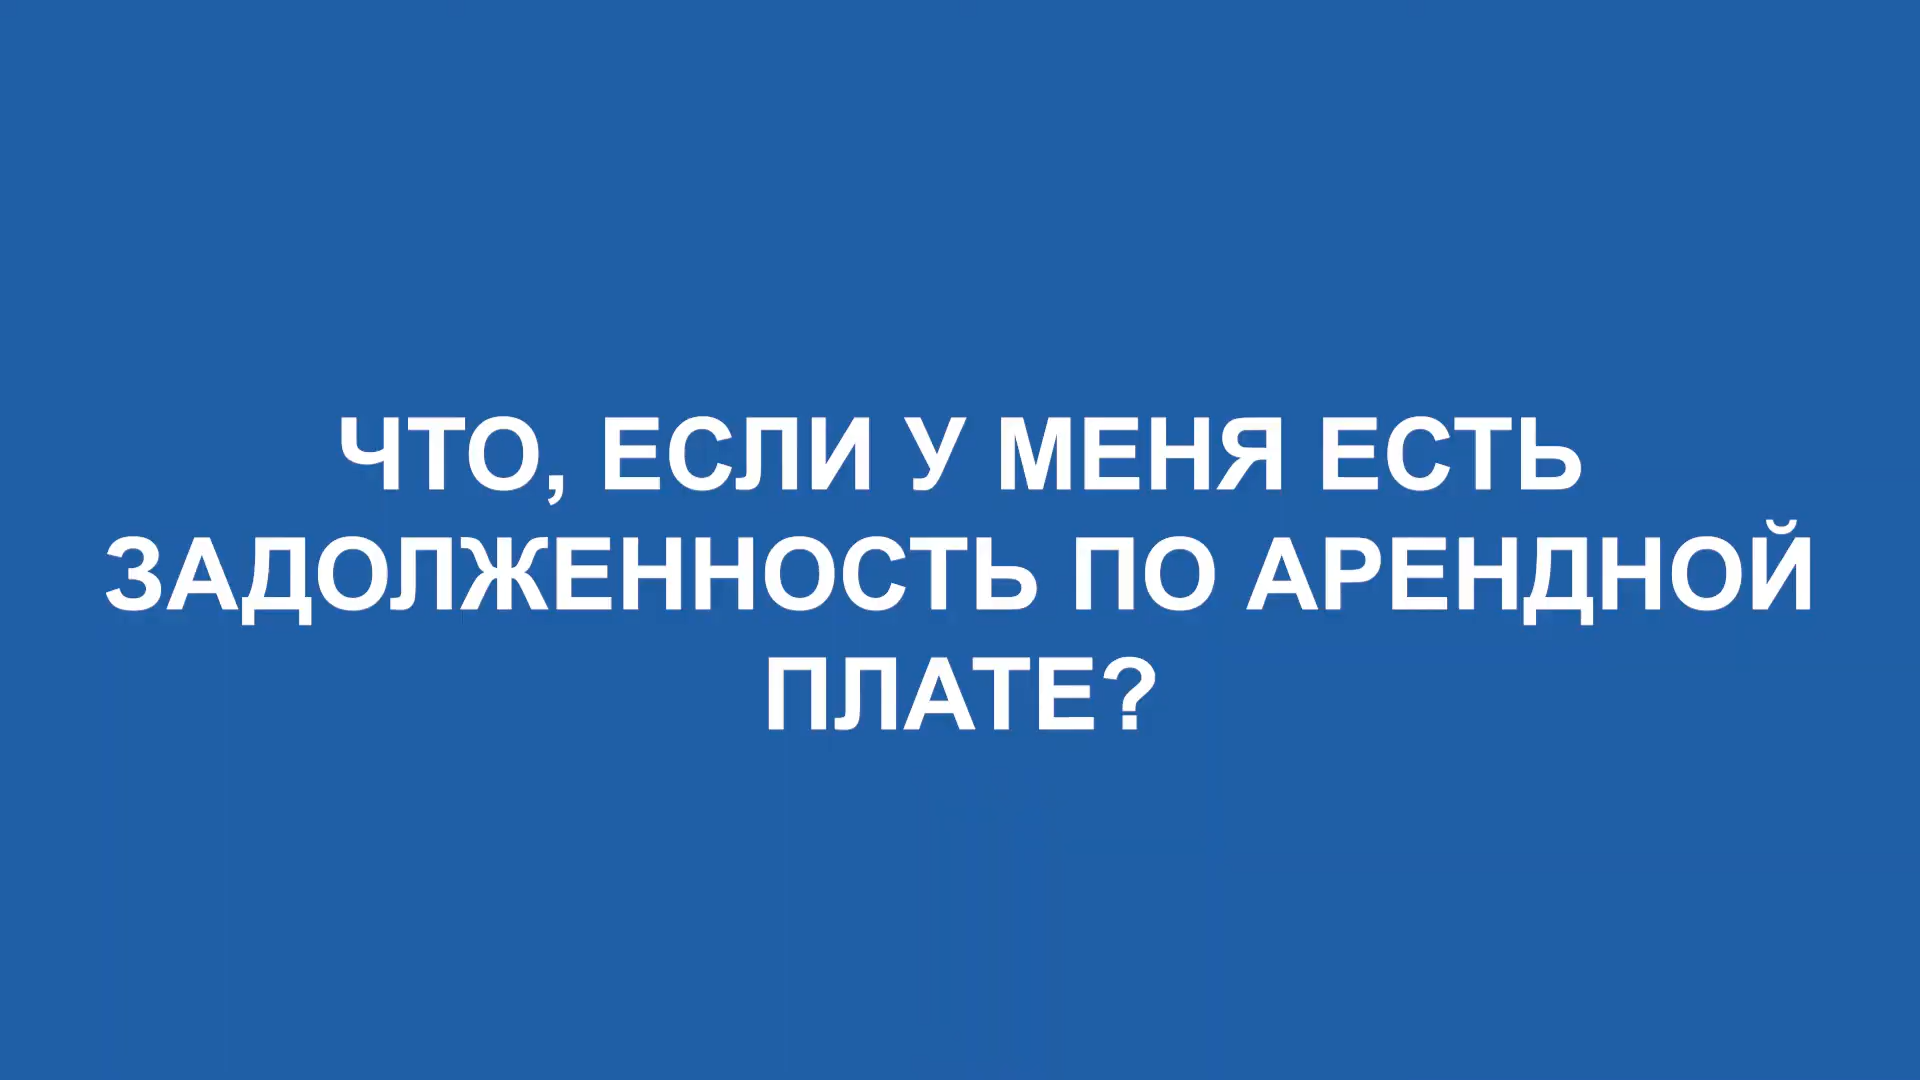 ЧТО, ЕСЛИ У МЕНЯ ЕСТЬ
ЗАДОЛЖЕННОСТЬ ПО АРЕНДНОЙ
ПЛАТЕ?